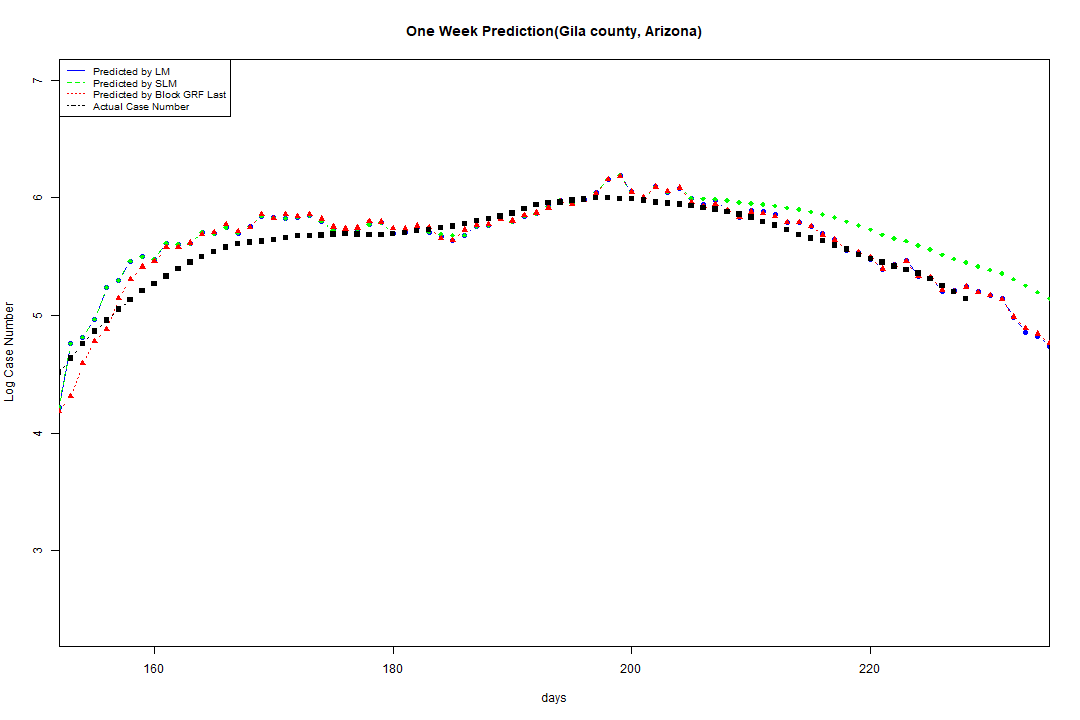 One Week Prediction(Gila county, Arizona)
Predicted by LM
Predicted by SLM
Predicted by Block GRF Last
Actual Case Number
7
6
5
4
3
Log Case Number
160 180 200 220
days